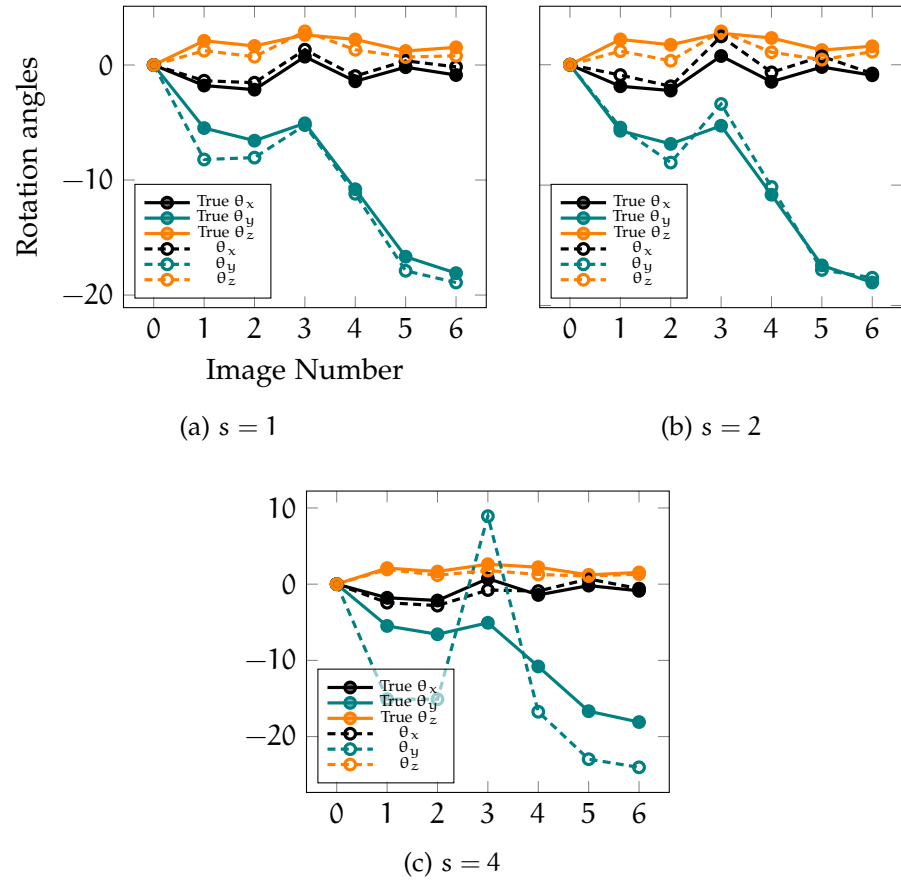 Rotation angles
0
−10
−20
True θx
True θy
True θz
θx
θy
θz
0 1 2 3 4 5 6
Image Number
(a) s = 1
True θx
True θy
True θz
θx
θy
θz
0 1 2 3 4 5 6
(b) s = 2
10
0
−10
−20
True θx
True θy
True θz
θx
θy
θz
0 1 2 3 4 5 6
(c) s = 4